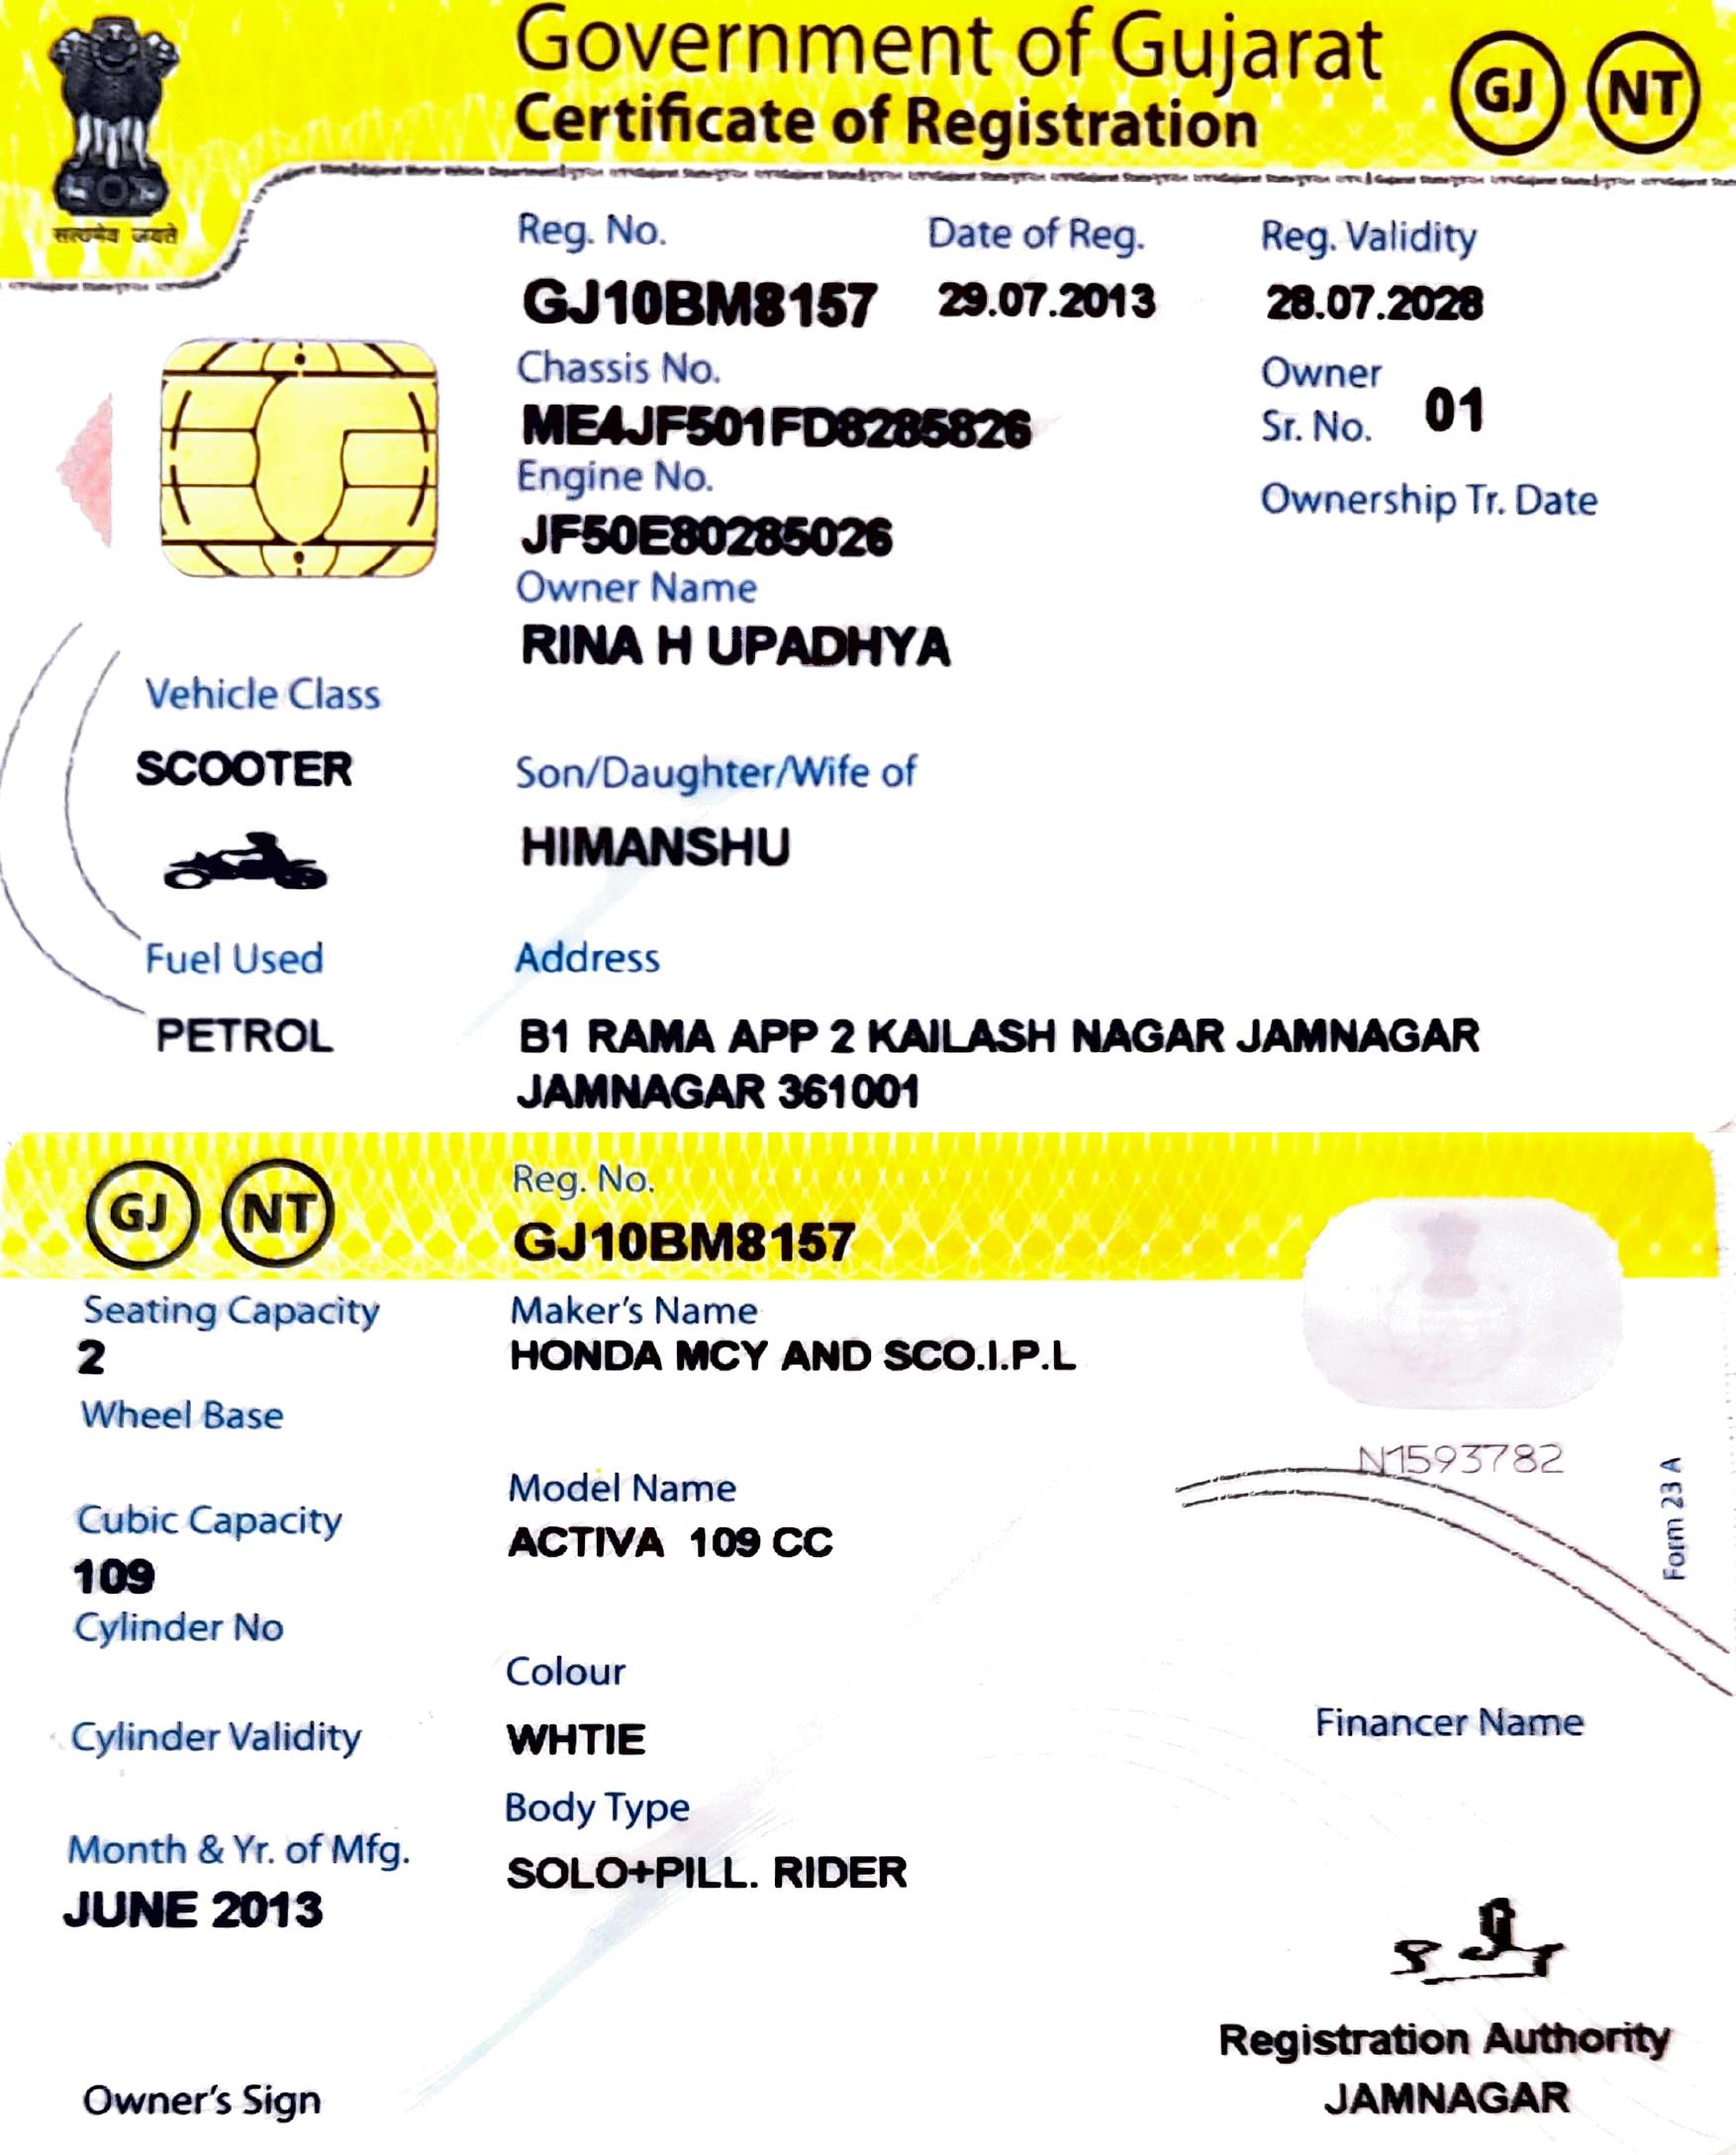 Government of Gujarat
Certificate of Registration
GJ NT
सत्यमेव जयते
Reg. No. Date of Reg. Reg. Validity
GJ10BM8157 29.07.2013 28.07.2028
Chassis No. Owner
ME4JF501FD8285826 Sr. No. 01
Engine No. Ownership Tr. Date
JF50E80285026
Owner Name
RINA H UPADHYA
Vehicle Class
SCOOTER Son/Daughter/Wife of
HIMANSHU
Fuel Used Address
PETROL B1 RAMA APP 2 KAILASH NAGAR JAMNAGAR
JAMNAGAR 361001
GJ NT Reg. No.
GJ10BM8157
Seating Capacity Maker's Name
2 HONDA MCY AND SCO.I.P.L
Wheel Base
N1593782
Form 23 A
Model Name
Cubic Capacity ACTIVA 109 CC
109
Cylinder No
Colour
Cylinder Validity WHTIE Financer Name
Body Type
Month & Yr. of Mfg. SOLO+PILL. RIDER
JUNE 2013
Registration Authority
Owner's Sign JAMNAGAR